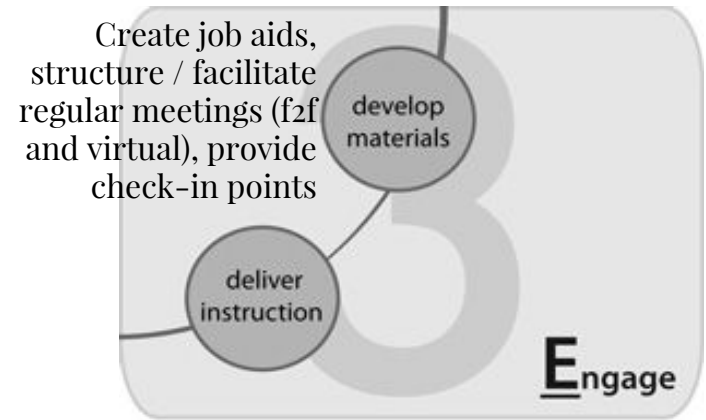 Create job aids,
structure / facilitate
regular meetings (f2f
and virtual), provide
check-in points
develop
materials
deliver
instruction
3
Engage